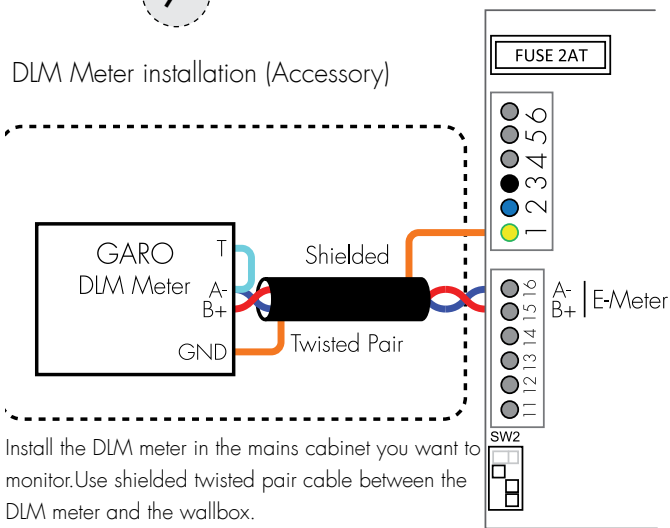 FUSE 2AT
DLM Meter installation (Accessory)
6
5
4
3
2
1
GARO
DLM Meter
T
A-
B+
GND
Shielded
Twisted Pair
16
15
14
13
12
11
A-
B+
E-Meter
SW2
Install the DLM meter in the mains cabinet you want to
monitor.Use shielded twisted pair cable between the
DLM meter and the wallbox.